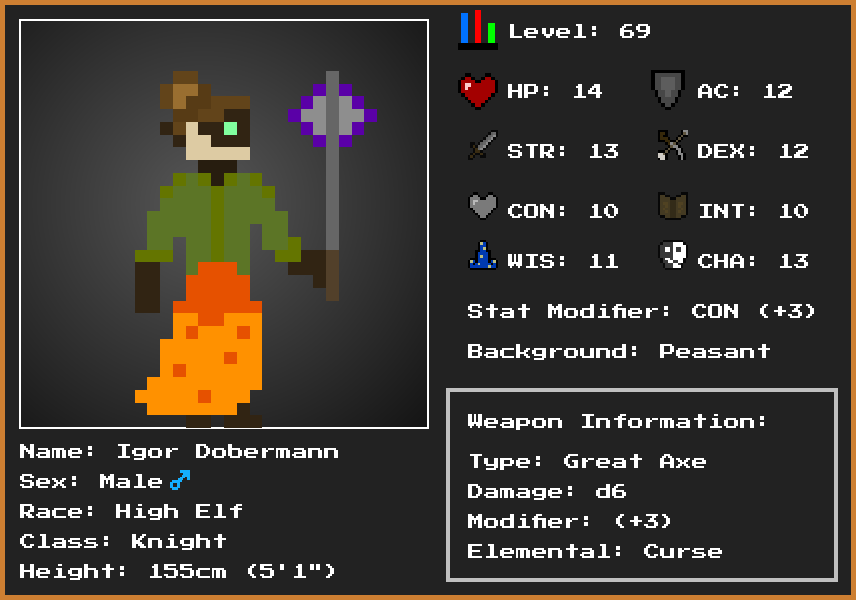 Level: 69
HP: 14 AC: 12
STR: 13 DEX: 12
CON: 10 INT: 10
WIS: 11 CHA: 13
Stat Modifier: CON (+3)
Background: Peasant
Name: Igor Dobermann
Sex: Male ♂
Race: High Elf
Class: Knight
Height: 155cm (5'1")
Weapon Information:
Type: Great Axe
Damage: d6
Modifier: (+3)
Elemental: Curse